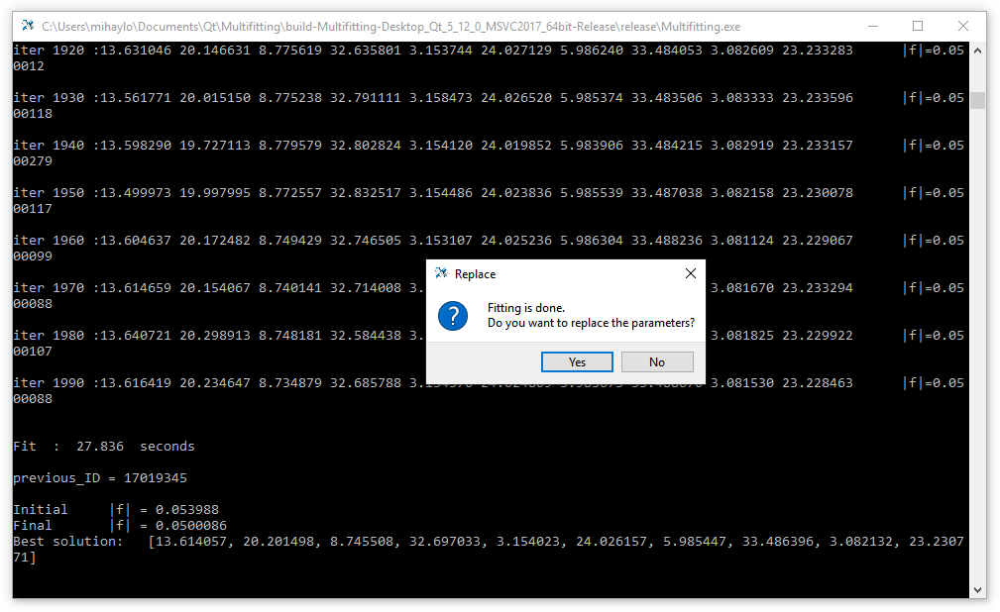 C:\Users\mihaylo\Documents\Qt\Multifitting\build-Multifitting-Desktop_Qt_5_12_0_MSVC2017_64bit-Release\release\Multifitting.exe
iter 1920 :13.631046 20.146631 8.775619 32.635801 3.153744 24.027129 5.986240 33.484053 3.082609 23.233283 |f|=0.05
0012
iter 1930 :13.561771 20.015150 8.775238 32.791111 3.158473 24.026520 5.985374 33.483506 3.083333 23.233596 |f|=0.05
00118
iter 1940 :13.598290 19.727113 8.779579 32.802824 3.154120 24.019852 5.983906 33.484215 3.082919 23.233157 |f|=0.05
00279
iter 1950 :13.499973 19.997995 8.772557 32.832517 3.154486 24.023836 5.985539 33.487038 3.082158 23.230078 |f|=0.05
00117
iter 1960 :13.604637 20.172482 8.749429 32.746505 3.153107 24.025236 5.986304 33.488236 3.081124 23.229067 |f|=0.05
00099
iter 1970 :13.614659 20.154067 8.740141 32.714008 3. 3.081670 23.233294 |f|=0.05
00088
iter 1980 :13.640721 20.298913 8.748181 32.584438 3. 3.081825 23.229922 |f|=0.05
00107
iter 1990 :13.616419 20.234647 8.734879 32.685788 3. 3.081530 23.228463 |f|=0.05
00088
Replace
Fitting is done.
Do you want to replace the parameters?
Yes No
Fit : 27.836 seconds
previous_ID = 17019345
Initial |f| = 0.053988
Final |f| = 0.0500086
Best solution: [13.614057, 20.201498, 8.745508, 32.697033, 3.154023, 24.026157, 5.985447, 33.486396, 3.082132, 23.2307
71]